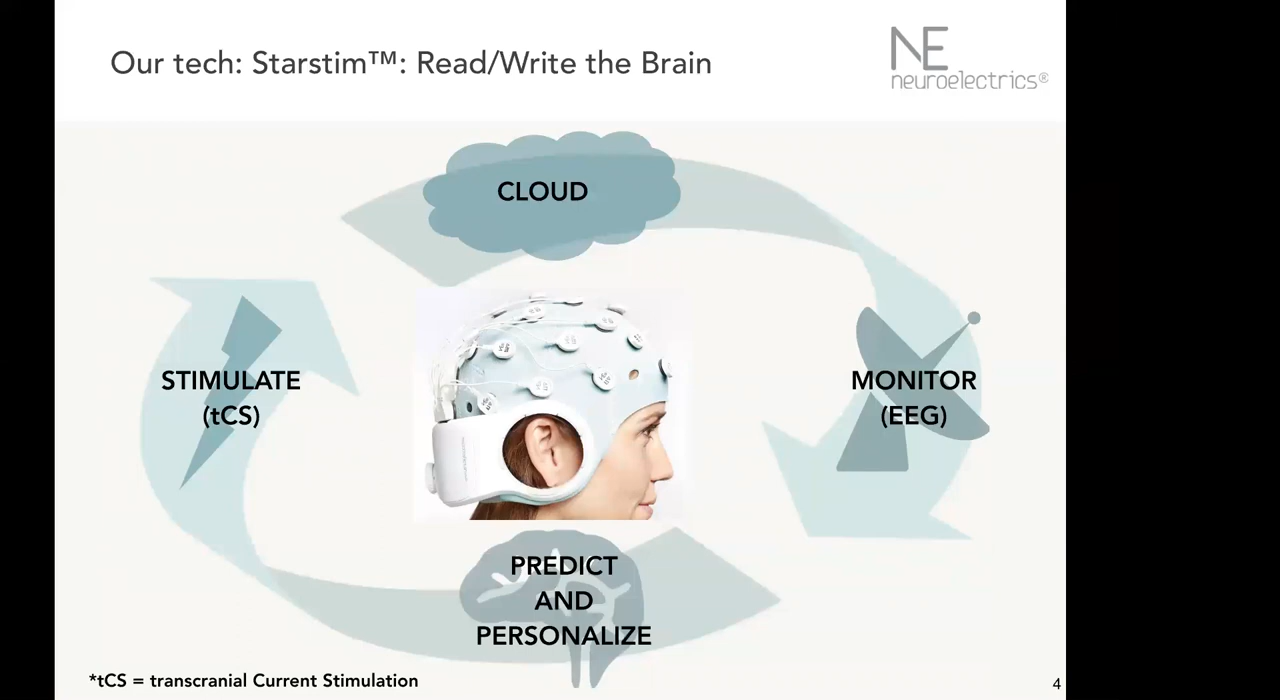 Our tech: Starstim™: Read/Write the Brain
NE
neuroelectrics®
CLOUD
STIMULATE
(tCS)
MONITOR
(EEG)
PREDICT
AND
PERSONALIZE
*tCS = transcranial Current Stimulation
4